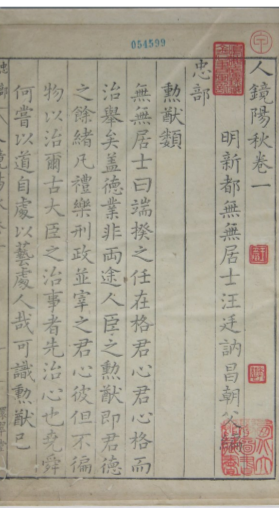 054599
人鏡陽秋卷一
明新都無無居士汪廷訥昌朝父
忠部
勲猷類
無無居士曰端揆之任在格君心君心格而
治舉矣盖德業非兩途人臣之勲猷即君德
之餘緒凡禮樂刑政並宰之君心彼但不徧
物以治爾古大臣之治事者先治心也堯舜
何嘗以道自處以藝處人哉可識勲猷已